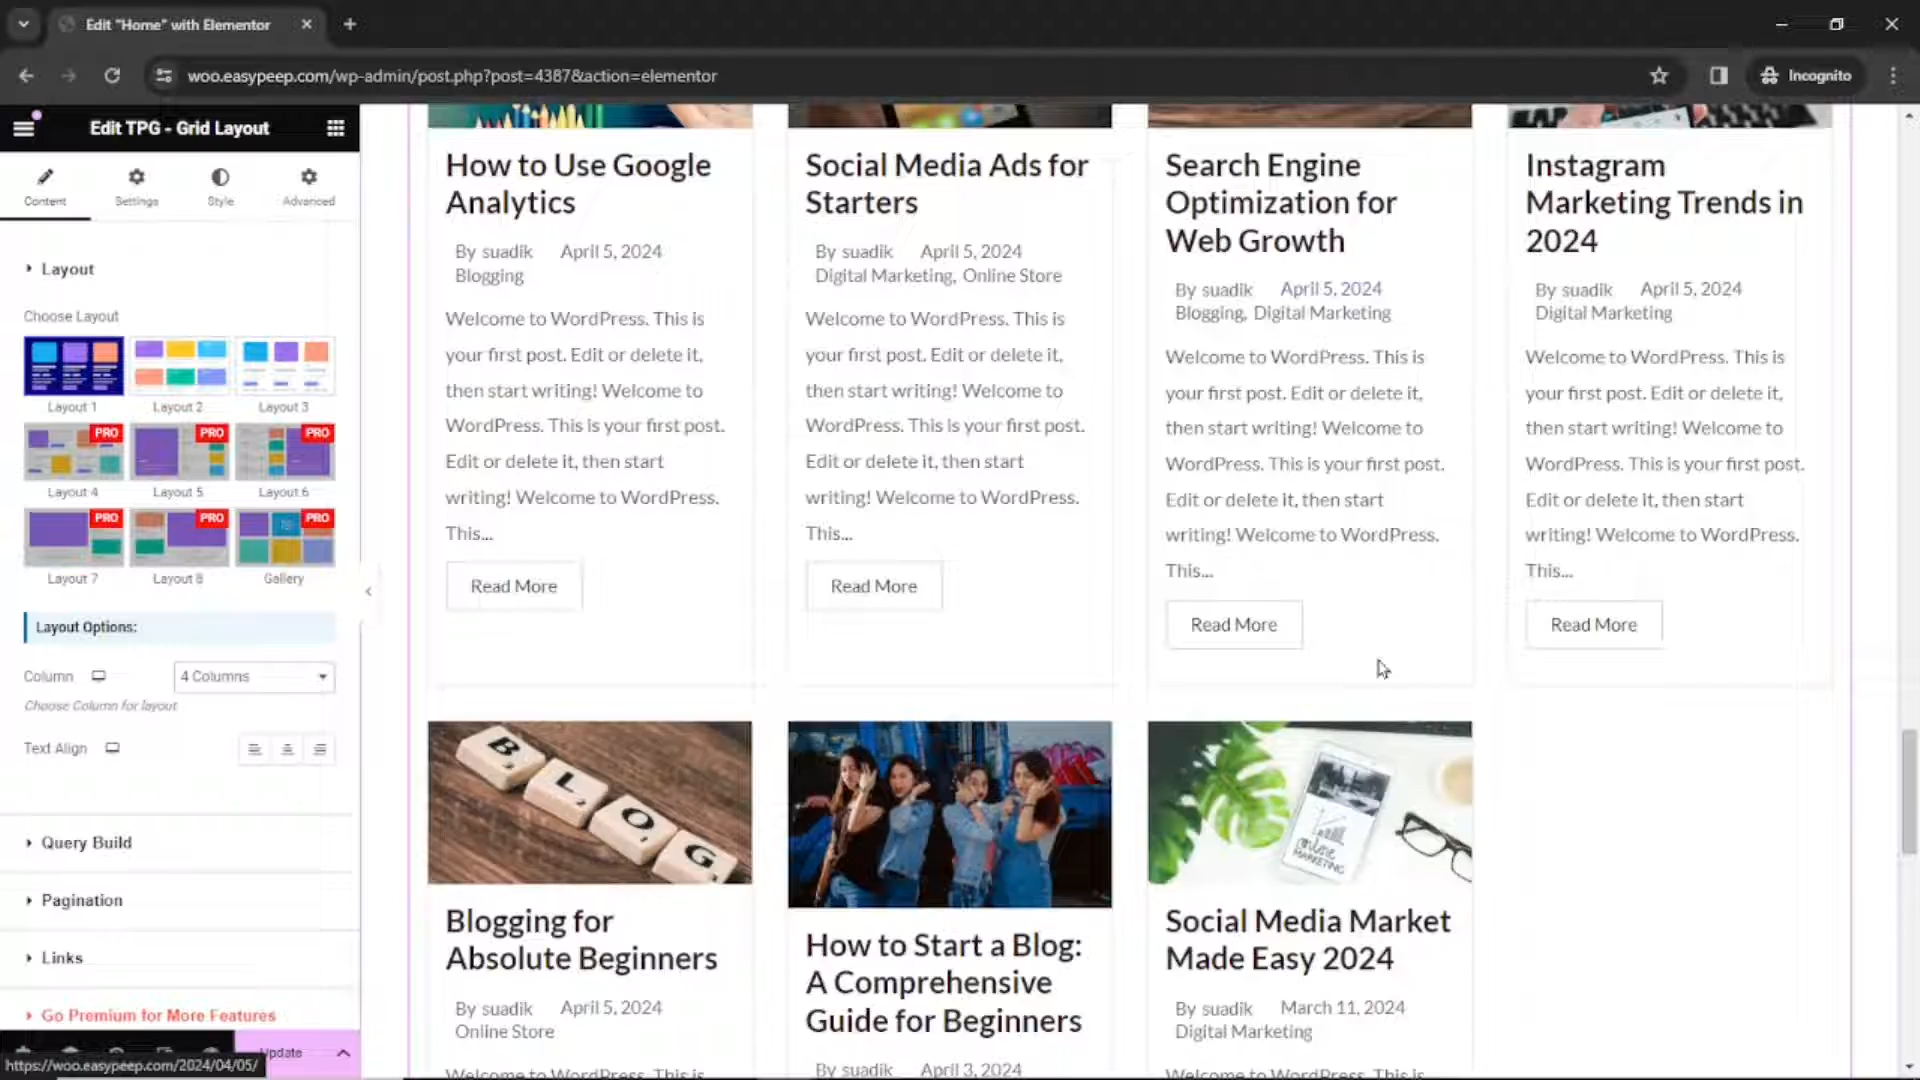 Edit "Home" with Elementor
woo.easypeep.com/wp-admin/post.php?post=4387&action=elementor
Incognito
Edit TPG - Grid Layout
Content
Settings
Style
Advanced
Layout
Choose Layout
Layout 1
Layout 2
Layout 3
PRO
PRO
PRO
Layout 4
Layout 5
Layout 6
PRO
PRO
PRO
Layout 7
Layout 8
Gallery
Layout Options:
Column
4 Columns
Choose Column for layout
Text Align
Query Build
Pagination
Links
Go Premium for More Features
Update
https://woo.easypeep.com/2024/04/05/
How to Use Google
Analytics
By suadik April 5, 2024
Blogging
Welcome to WordPress. This is
your first post. Edit or delete it,
then start writing! Welcome to
WordPress. This is your first post.
Edit or delete it, then start
writing! Welcome to WordPress.
This...
Read More
Social Media Ads for
Starters
By suadik April 5, 2024
Digital Marketing, Online Store
Welcome to WordPress. This is
your first post. Edit or delete it,
then start writing! Welcome to
WordPress. This is your first post.
Edit or delete it, then start
writing! Welcome to WordPress.
This...
Read More
Search Engine
Optimization for
Web Growth
By suadik April 5, 2024
Blogging, Digital Marketing
Welcome to WordPress. This is
your first post. Edit or delete it,
then start writing! Welcome to
WordPress. This is your first post.
Edit or delete it, then start
writing! Welcome to WordPress.
This...
Read More
Instagram
Marketing Trends in
2024
By suadik April 5, 2024
Digital Marketing
Welcome to WordPress. This is
your first post. Edit or delete it,
then start writing! Welcome to
WordPress. This is your first post.
Edit or delete it, then start
writing! Welcome to WordPress.
This...
Read More
BLOG
Blogging for
Absolute Beginners
By suadik April 5, 2024
Online Store
Welcome to WordPress. This is
How to Start a Blog:
A Comprehensive
Guide for Beginners
By suadik April 3, 2024
online
MARKETING
Social Media Market
Made Easy 2024
By suadik March 11, 2024
Digital Marketing
Welcome to WordPress. This is